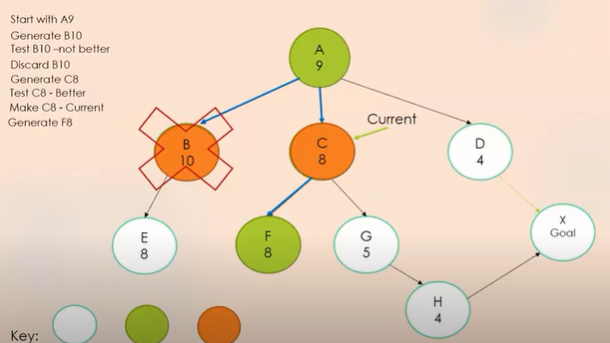 Start with A9
Generate B10
Test B10 –not better
Discard B10
Generate C8
Test C8 - Better
Make C8 - Current
Generate F8
A
9
Current
B
10
C
8
D
4
E
8
F
8
G
5
X
Goal
H
4
Key: